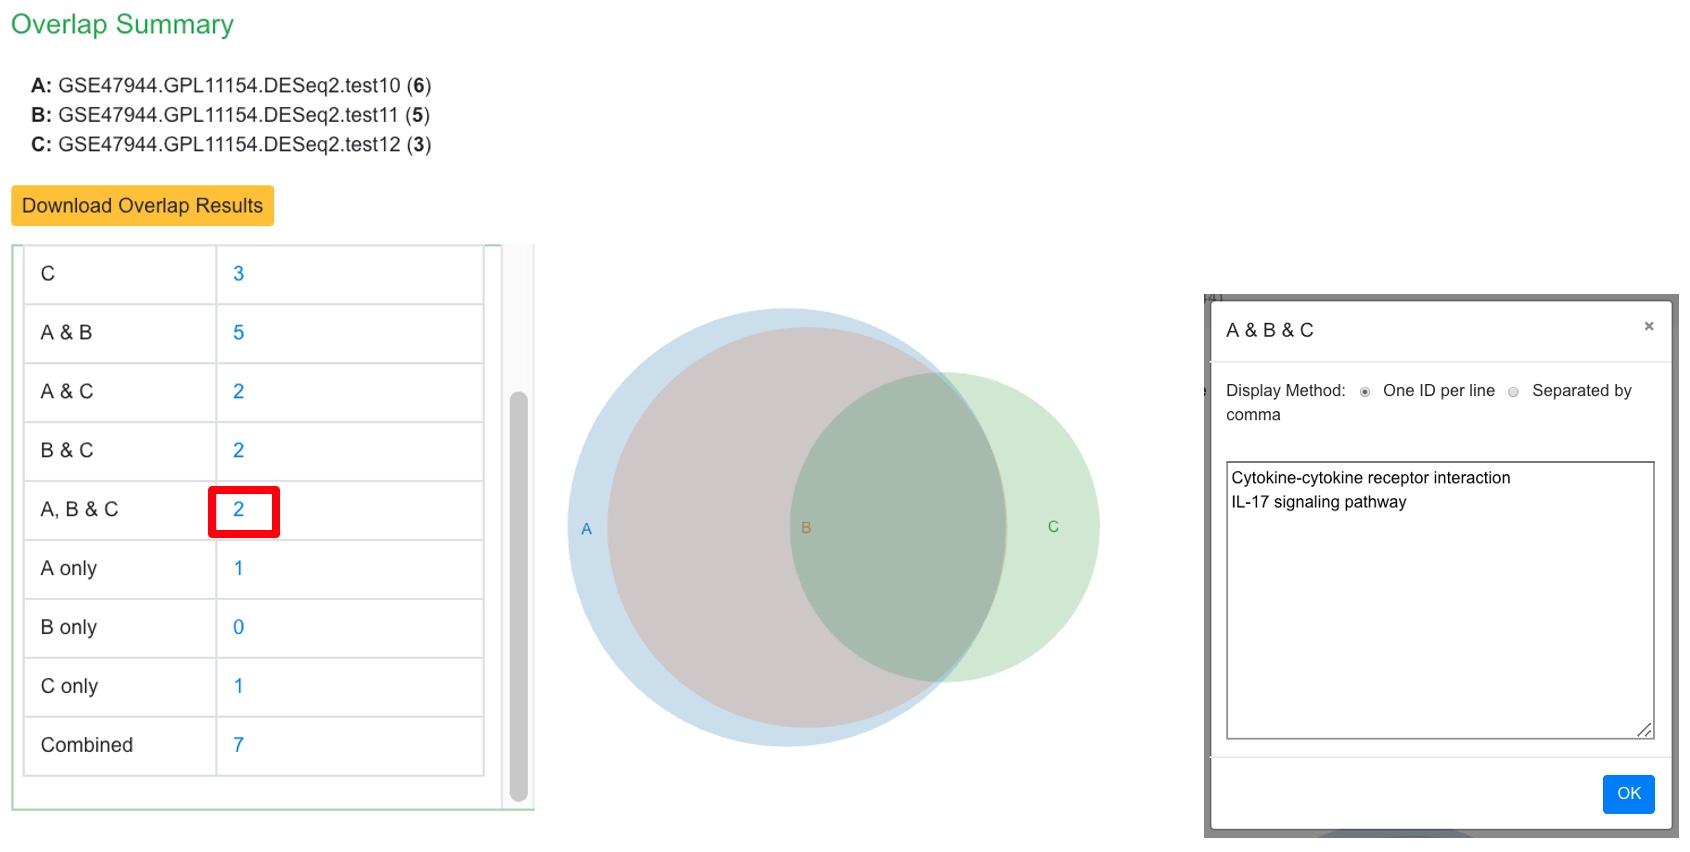 Overlap Summary
A: GSE47944.GPL11154.DESeq2.test10 (6)
B: GSE47944.GPL11154.DESeq2.test11 (5)
C: GSE47944.GPL11154.DESeq2.test12 (3)
Download Overlap Results
C 3
A & B 5
A & C 2
B & C 2
A, B & C 2
A only 1
B only 0
C only 1
Combined 7
A B C
A & B & C ×
Display Method: One ID per line Separated by
comma
Cytokine-cytokine receptor interaction
IL-17 signaling pathway
OK